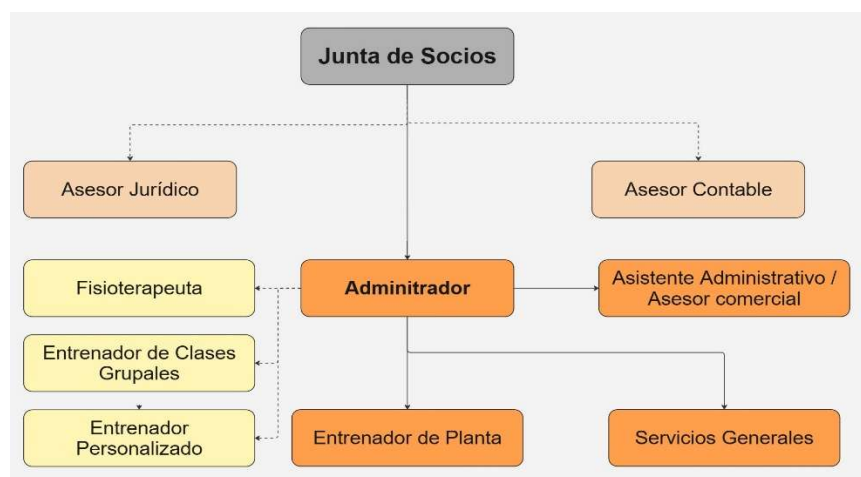 Junta de Socios
Asesor Jurídico
Asesor Contable
Fisioterapeuta
Adminitrador
Asistente Administrativo /
Asesor comercial
Entrenador de Clases
Grupales
Entrenador
Personalizado
Entrenador de Planta
Servicios Generales